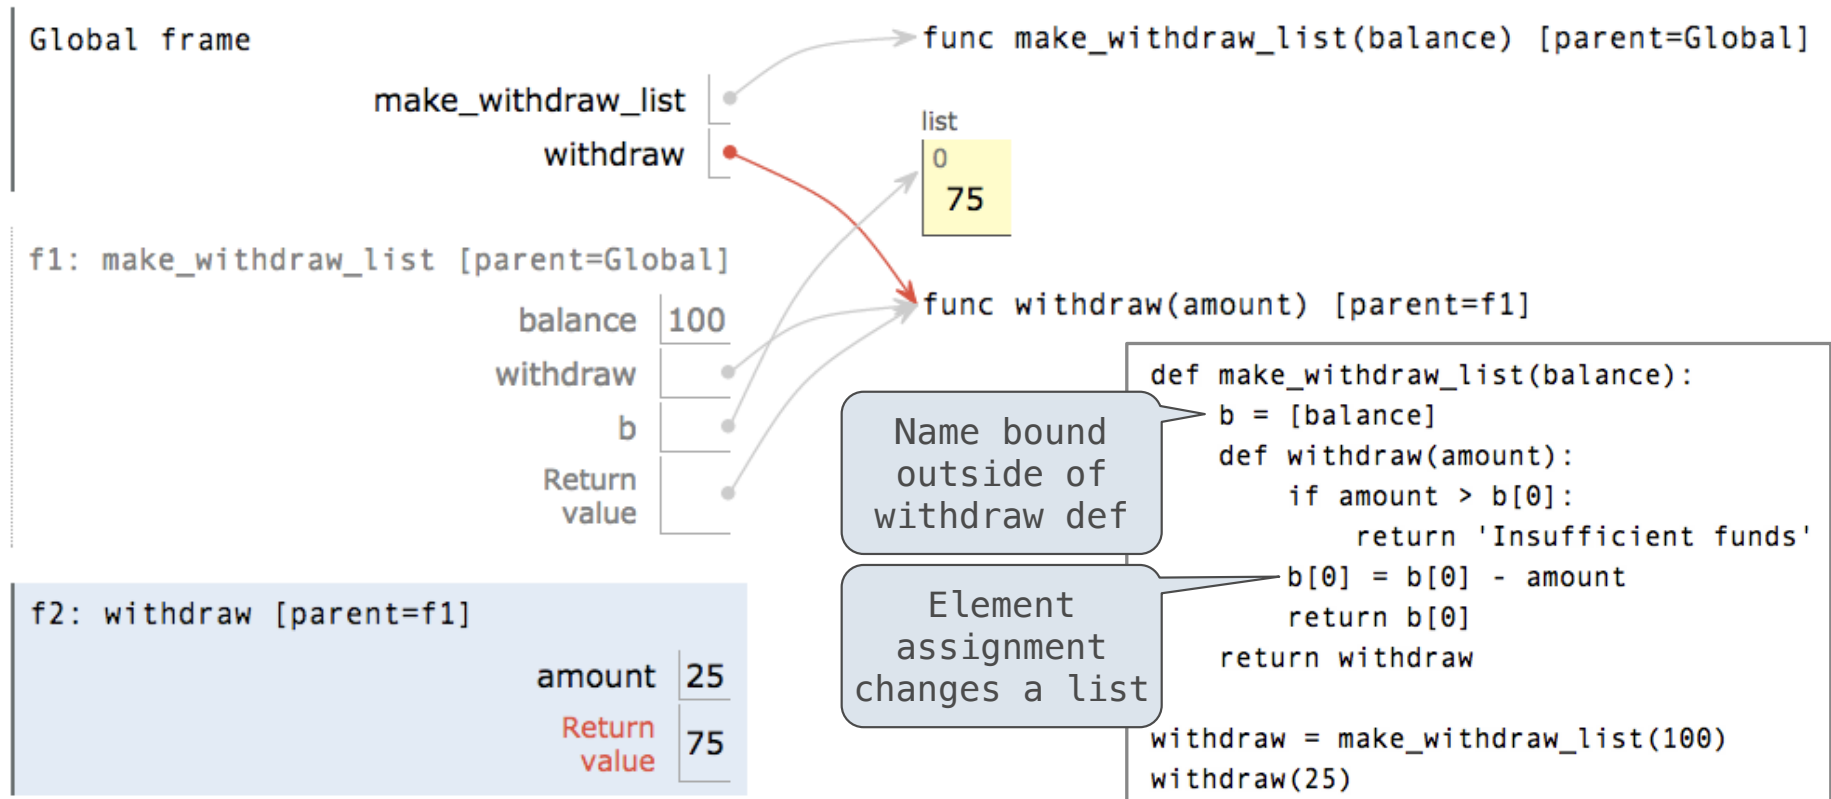 Global frame
make_withdraw_list
withdraw
func make_withdraw_list(balance) [parent=Global]
list
0
75
f1: make_withdraw_list [parent=Global]
balance 100
withdraw
b
Return
value
func withdraw(amount) [parent=f1]
f2: withdraw [parent=f1]
amount 25
Return
value 75
Name bound
outside of
withdraw def
Element
assignment
changes a list
def make_withdraw_list(balance):
    b = [balance]
    def withdraw(amount):
        if amount > b[0]:
            return 'Insufficient funds'
        b[0] = b[0] - amount
        return b[0]
    return withdraw
withdraw = make_withdraw_list(100)
withdraw(25)